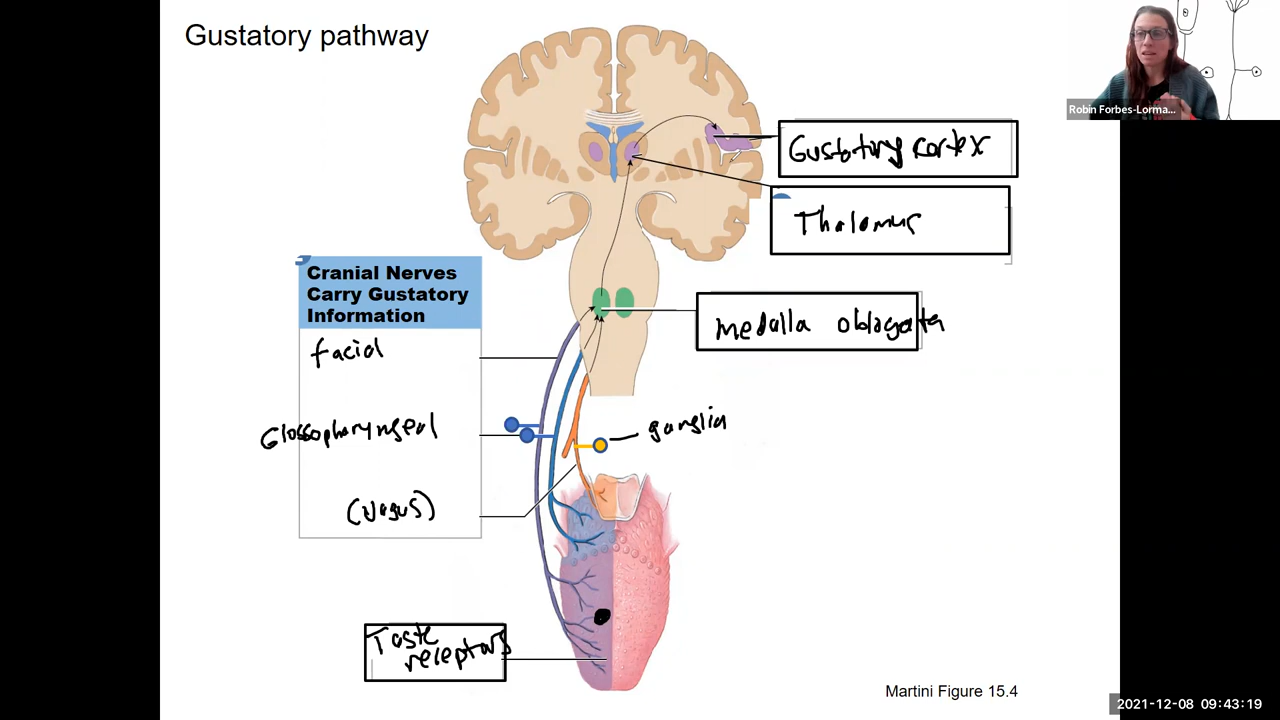 Gustatory pathway
Robin Forbes-Lorma...
Gustatory cortex
Thalamus
Cranial Nerves
Carry Gustatory
Information
medulla oblogata
facial
Glossopharyngeal
ganglia
(Vagus)
Taste
receptors
Martini Figure 15.4
2021-12-08 09:43:19